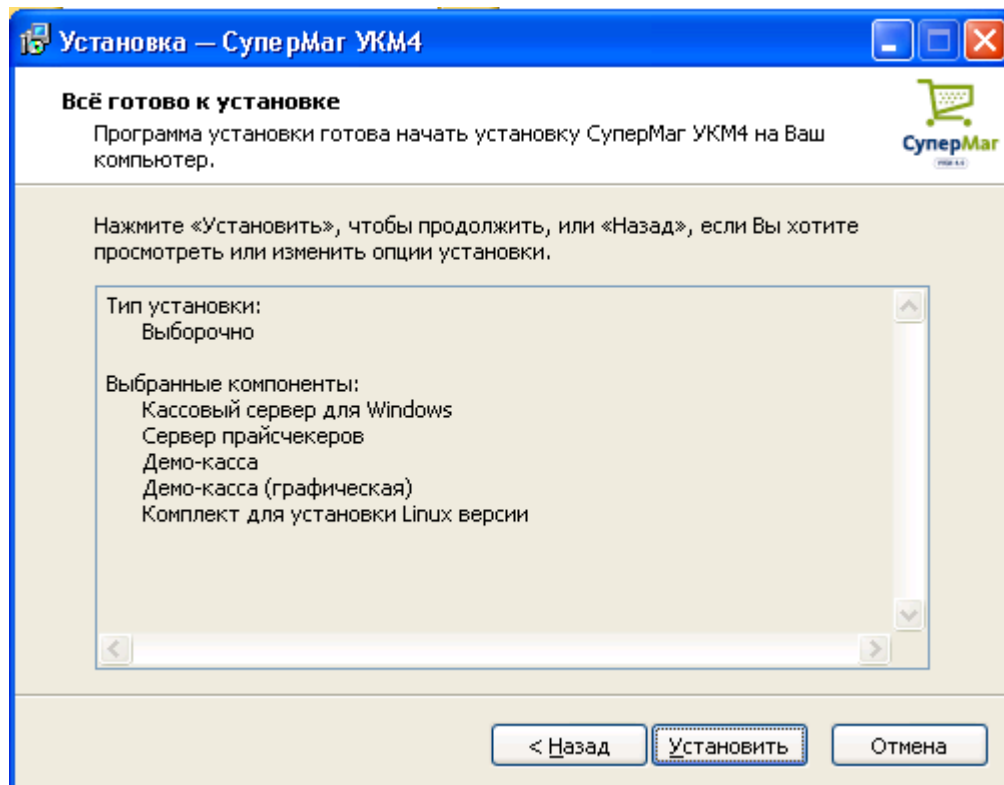 Установка — СуперМаг УКМ4
Всё готово к установке
Программа установки готова начать установку СуперМаг УКМ4 на Ваш
компьютер.
СуперМаг
Нажмите «Установить», чтобы продолжить, или «Назад», если Вы хотите
просмотреть или изменить опции установки.
Тип установки:
Выборочно
Выбранные компоненты:
Кассовый сервер для Windows
Сервер прайсчекеров
Демо-касса
Демо-касса (графическая)
Комплект для установки Linux версии
< Назад
Установить
Отмена